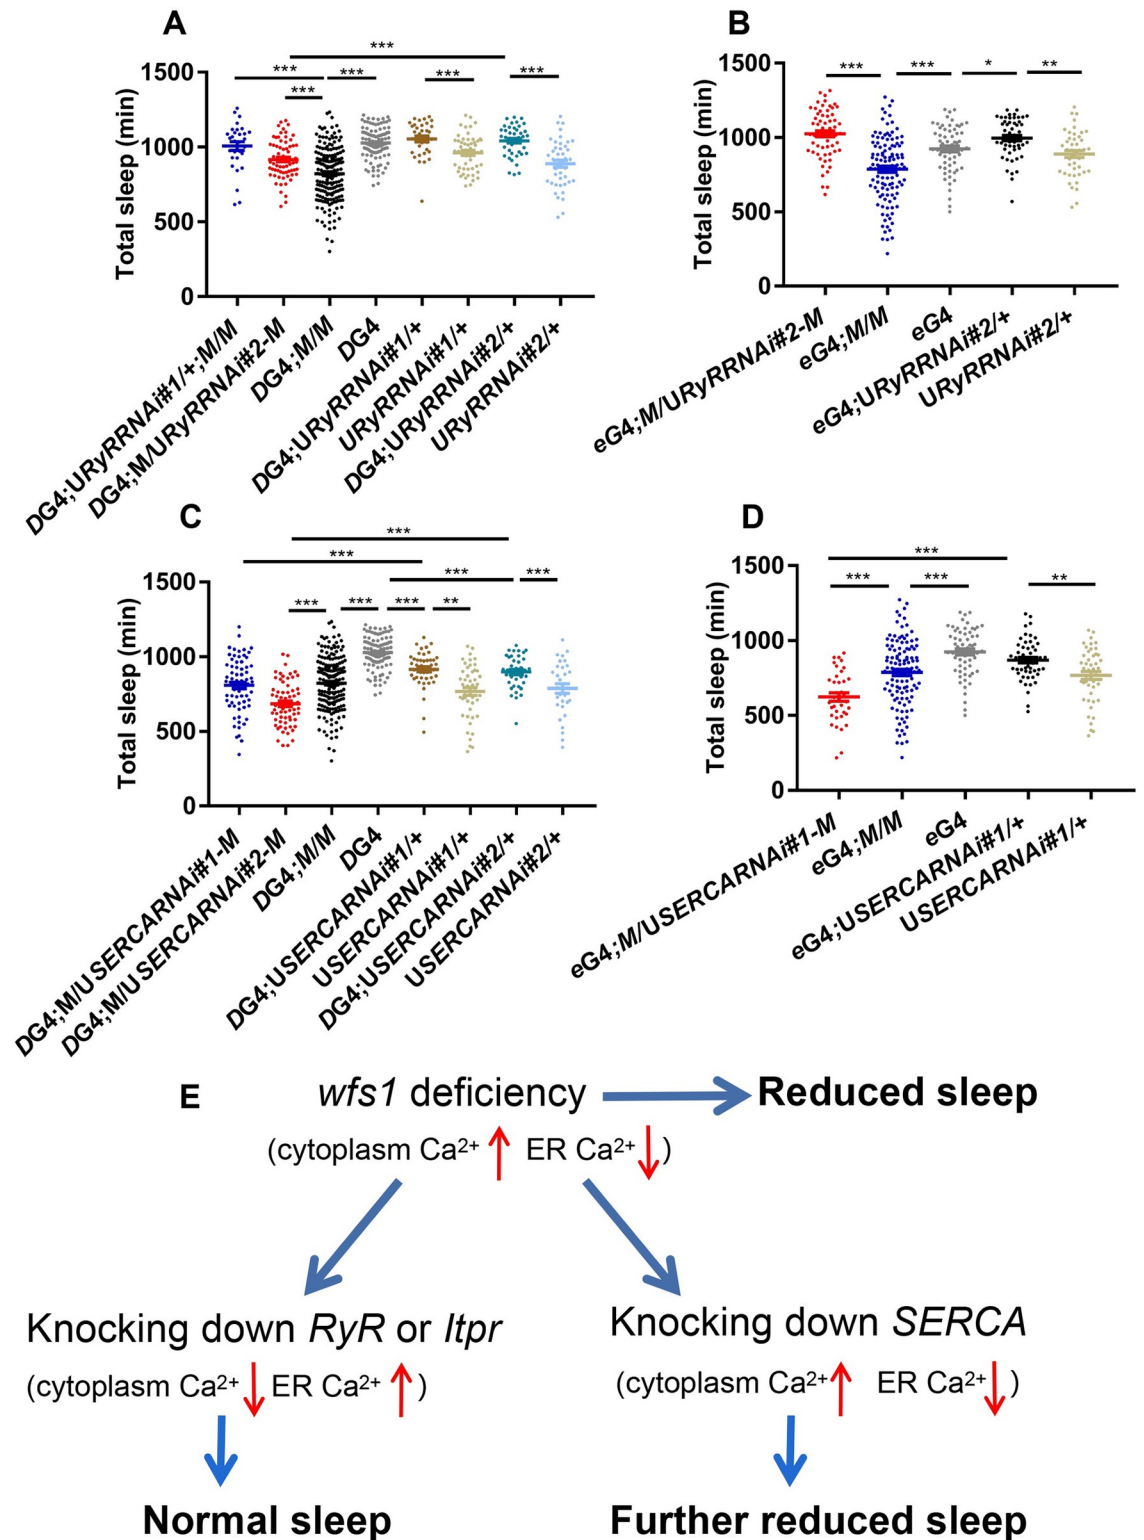 A
***
*** ***
*** ***
***
Total sleep (min)
1500
1000
500
0
DG4;URyRRNAi#1/+;M/M
DG4;M/URyRRNAi#2-M
DG4;M/M
DG4
DG4;URyRRNAi#1/+
URyRRNAi#1/+
DG4;URyRRNAi#2/+
URyRRNAi#2/+
B
*** *** * **
Total sleep (min)
1500
1000
500
0
eG4;M/URyRRNAi#2-M
eG4;M/M
eG4
eG4;URyRRNAi#2/+
URyRRNAi#2/+
C
***
***
*** ***
*** *** *** **
Total sleep (min)
1500
1000
500
0
DG4;M/USERCARNAi#1-M
DG4;M/USERCARNAi#2-M
DG4;M/M
DG4
DG4;USERCARNAi#1/+
USERCARNAi#1/+
DG4;USERCARNAi#2/+
USERCARNAi#2/+
D
***
*** *** **
Total sleep (min)
1500
1000
500
0
eG4;M/USERCARNAi#1-M
eG4;M/M
eG4
eG4;USERCARNAi#1/+
USERCARNAi#1/+
E
wfs1 deficiency Reduced sleep
(cytoplasm Ca²⁺ ↑ ER Ca²⁺ ↓)
Knocking down RyR or Itpr
(cytoplasm Ca²⁺ ↓ ER Ca²⁺ ↑)
Normal sleep
Knocking down SERCA
(cytoplasm Ca²⁺ ↑ ER Ca²⁺ ↓)
Further reduced sleep